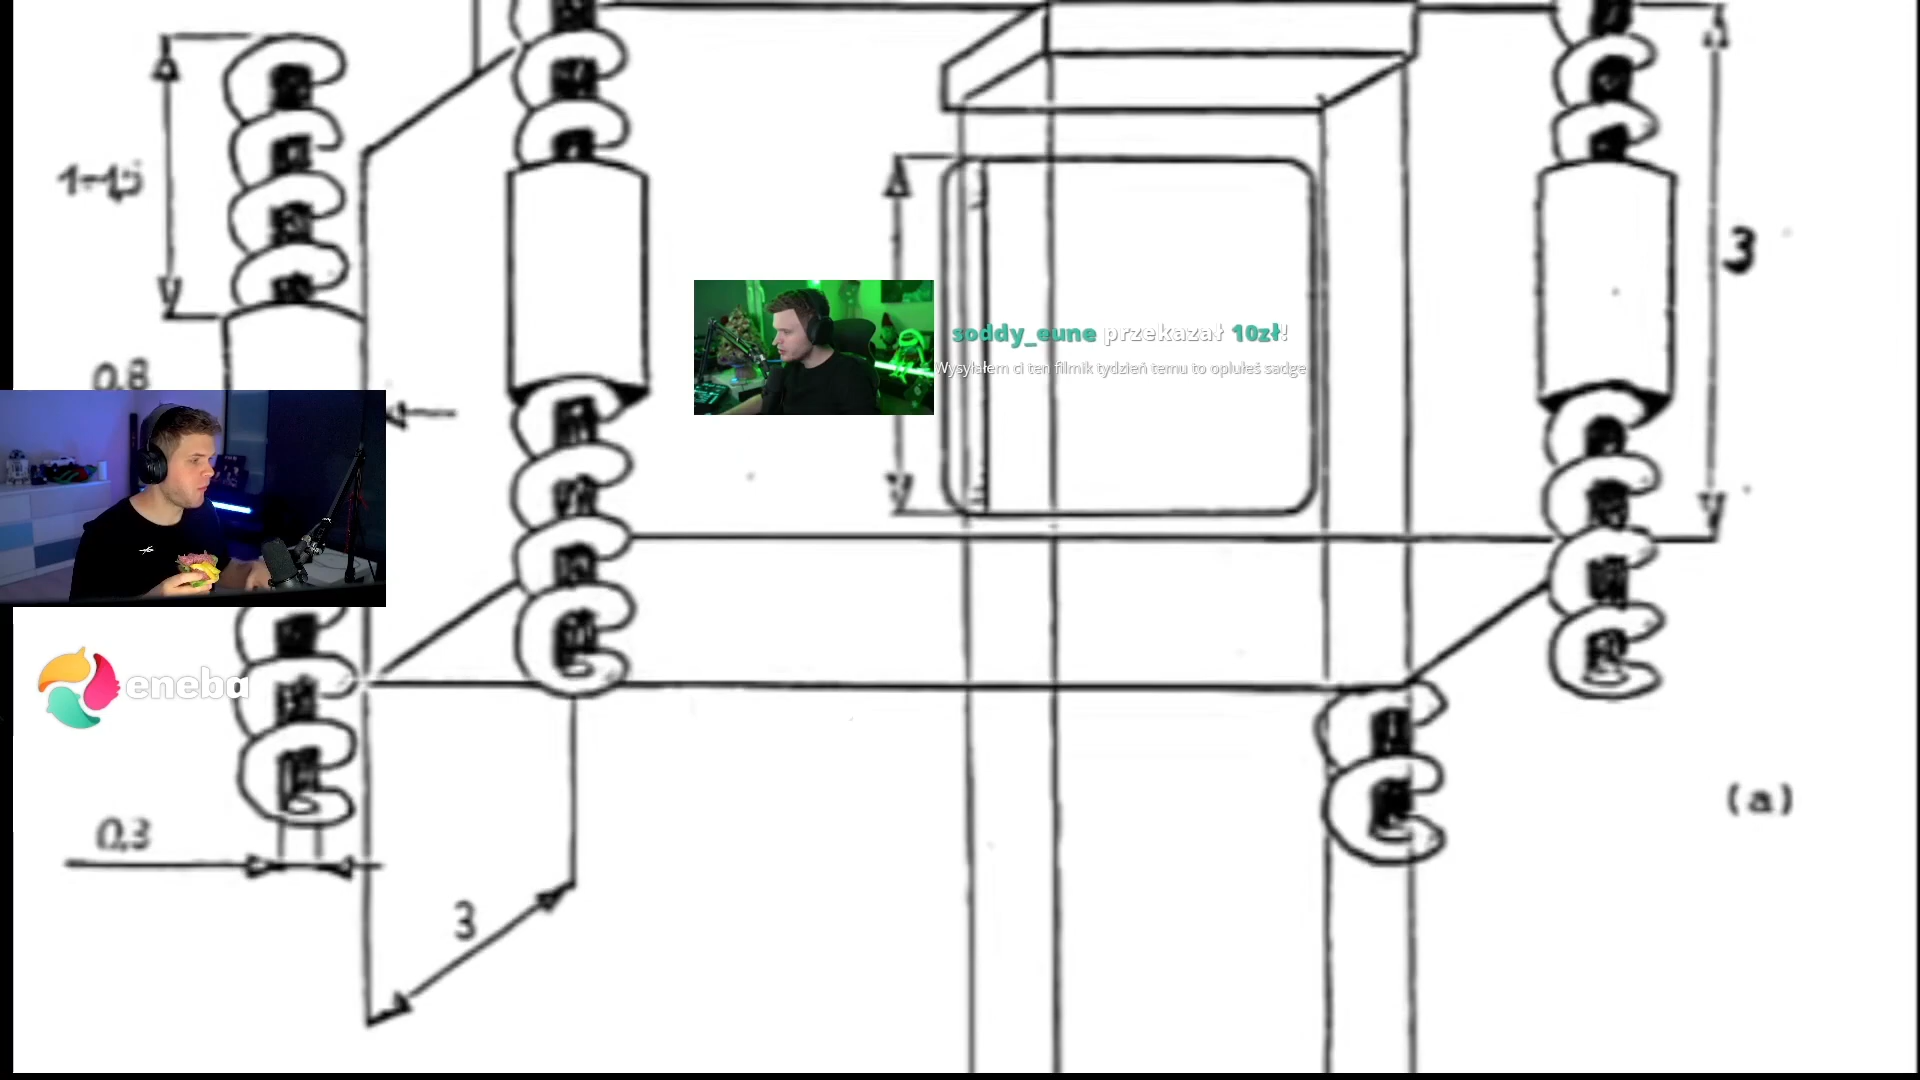 1-1,5
3
soddy_eune przekazał 10zł!
Wysyłałem ci ten filmik tydzień temu to oplułeś sadge
0,8
eneba
(a)
0,3
3